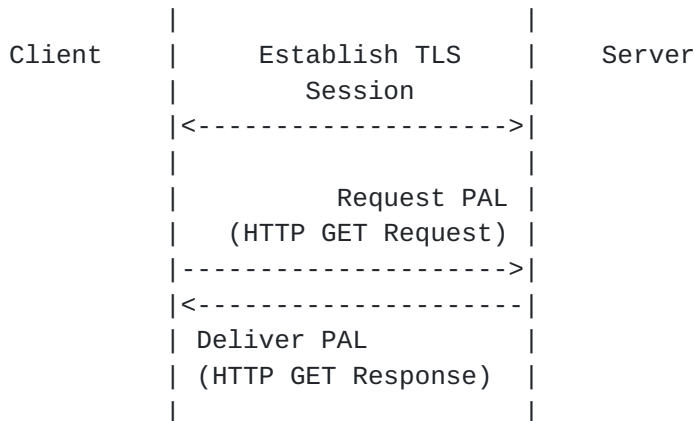 Client Establish TLS Server
Session
Request PAL
(HTTP GET Request)
Deliver PAL
(HTTP GET Response)